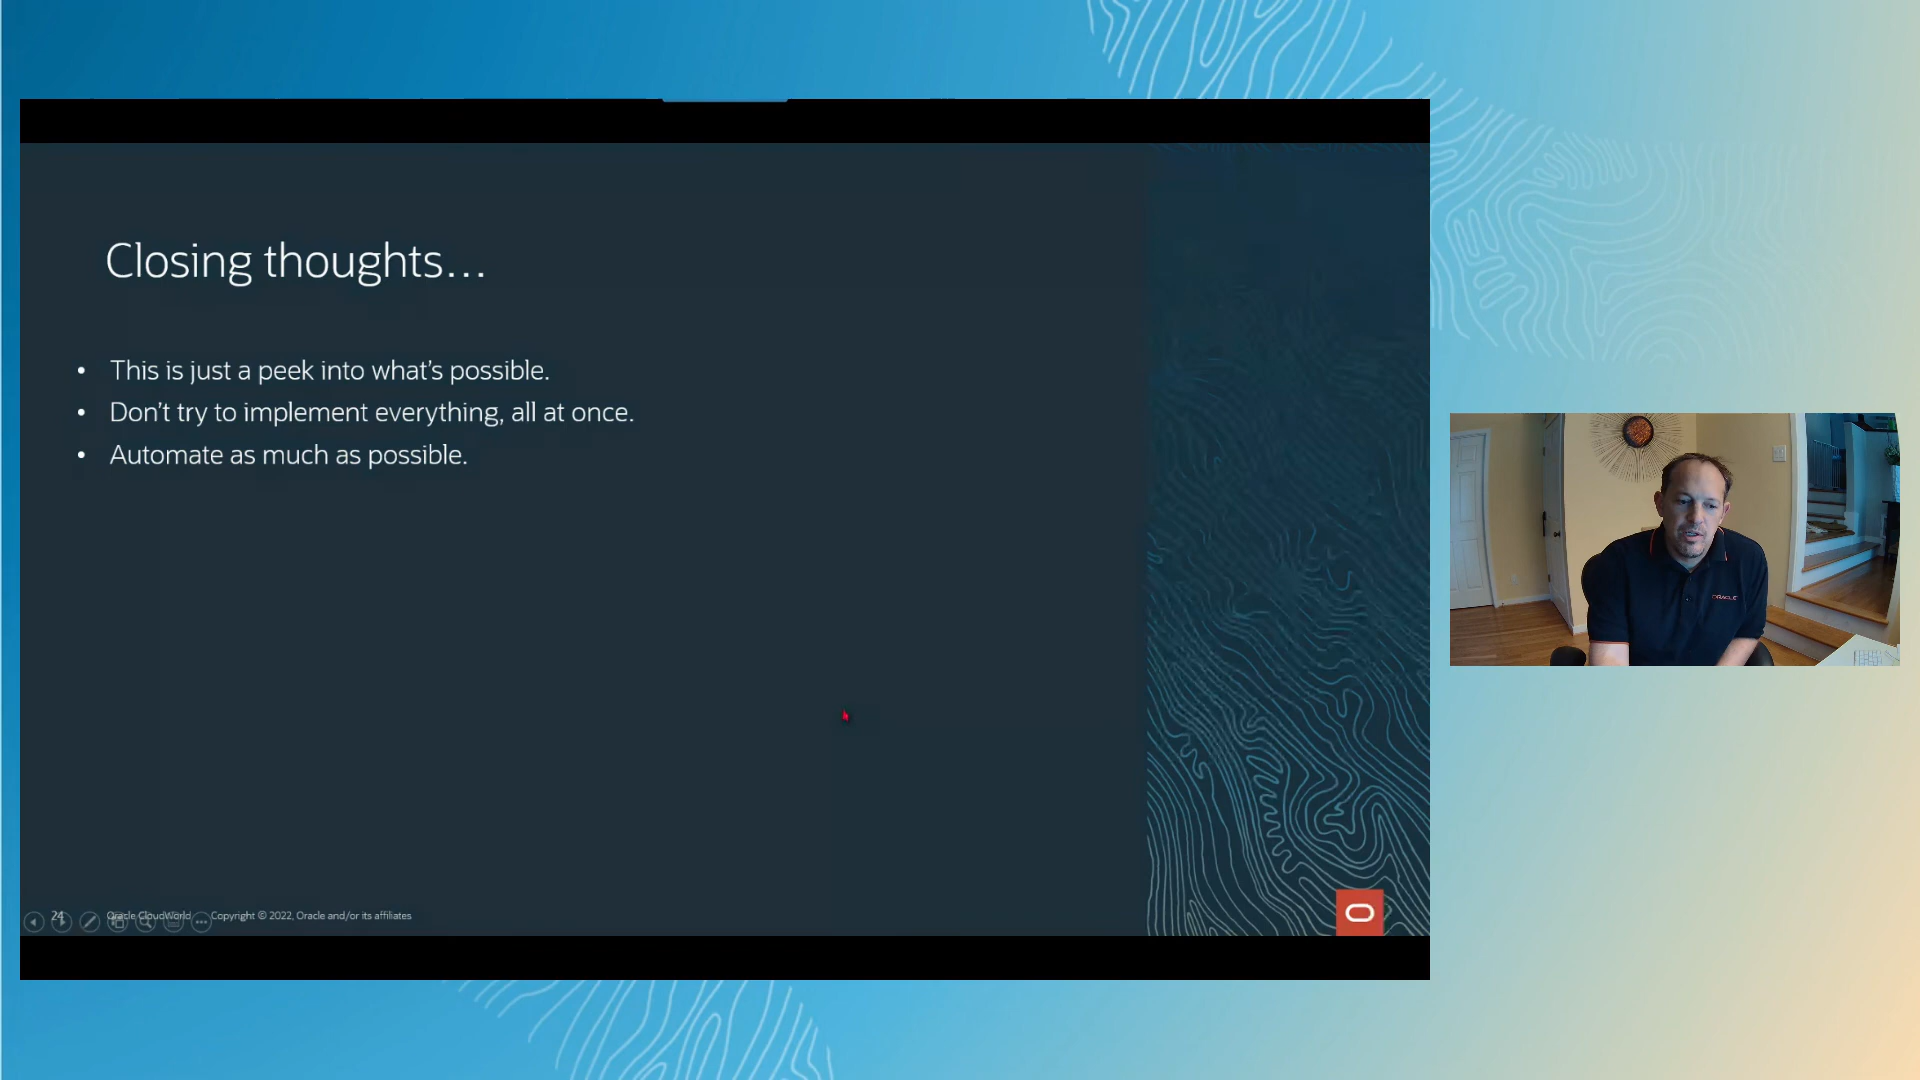 Closing thoughts...
• This is just a peek into what's possible.
• Don't try to implement everything, all at once.
• Automate as much as possible.
ORACLE
24 Oracle CloudWorld Copyright © 2022, Oracle and/or its affiliates